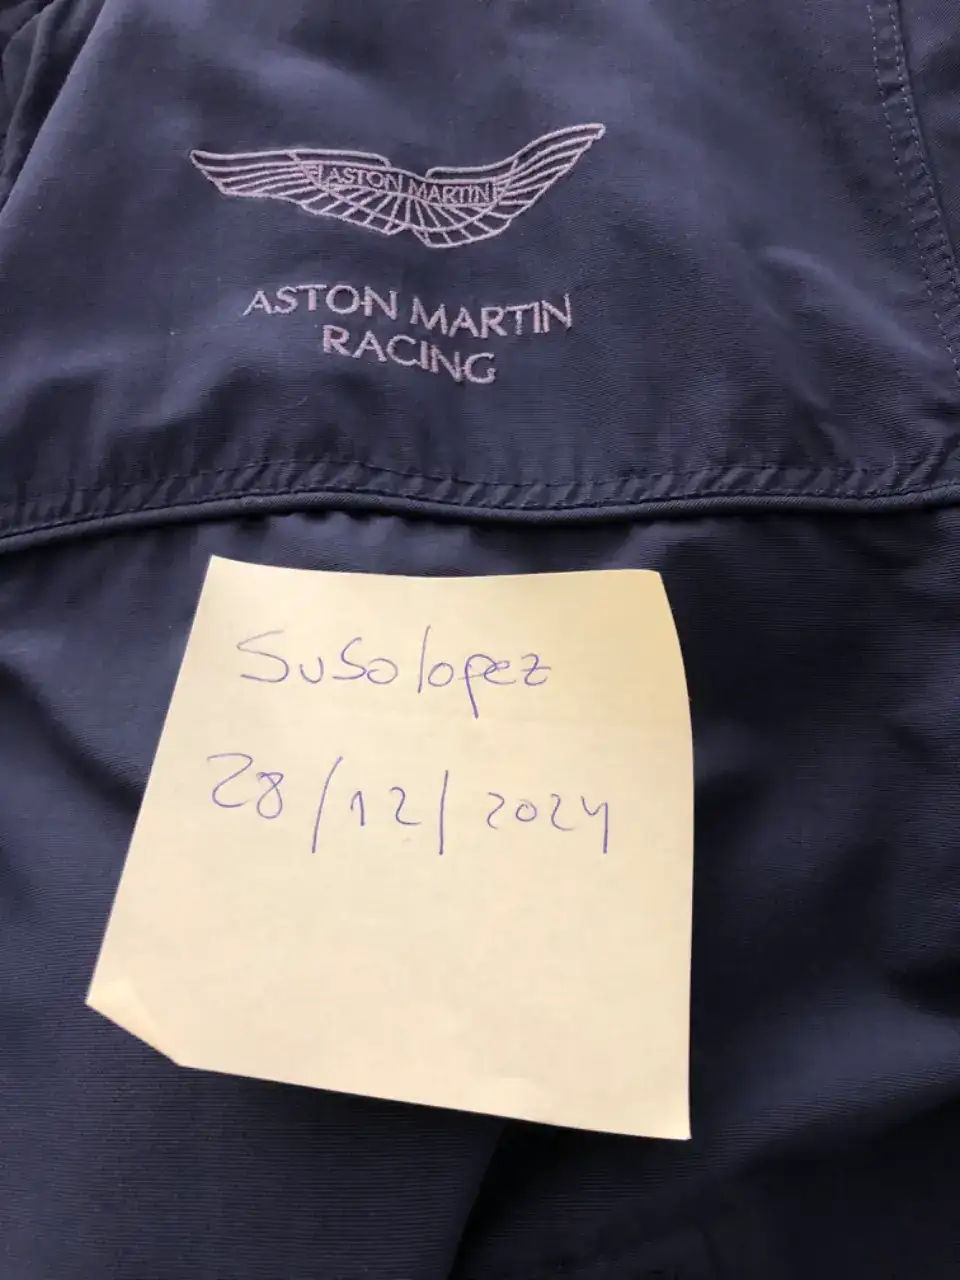 ASTON MARTIN
ASTON MARTIN
RACING
Susolopez
28/12/2024